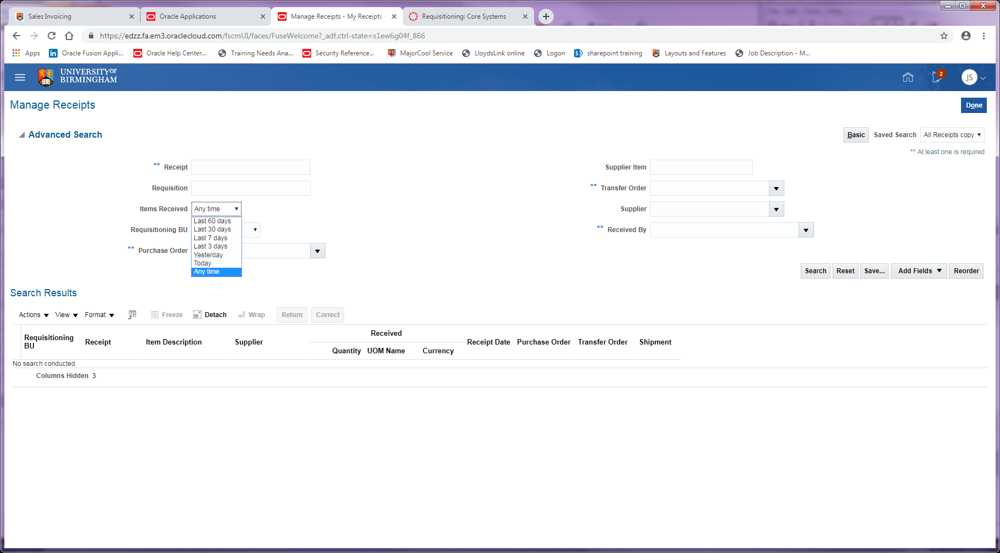 Sales Invoicing
Oracle Applications
Manage Receipts - My Receipts -
Requisitioning: Core Systems
https://edzz.fa.em3.oraclecloud.com/fscmUI/faces/FuseWelcome?_adf.ctrl-state=s1ew6g04f_866
Apps
Oracle Fusion Appli...
Oracle Help Center...
Training Needs Ana...
Security Reference...
MajorCool Service
LloydsLink online
Logon
sharepoint training
Layouts and Features
Job Description - M...
UNIVERSITY OF
BIRMINGHAM
2
JS
Manage Receipts
Done
Advanced Search
Basic
Saved Search
All Receipts copy
** At least one is required
** Receipt
Requisition
Items Received
Any time
Last 60 days
Last 30 days
Last 7 days
Last 3 days
Yesterday
Today
Any time
Requisitioning BU
** Purchase Order
Supplier Item
** Transfer Order
Supplier
** Received By
Search
Reset
Save...
Add Fields
Reorder
Search Results
Actions
View
Format
Freeze
Detach
Wrap
Return
Correct
Requisitioning
BU
Receipt
Item Description
Supplier
Received
Quantity
UOM Name
Currency
Receipt Date
Purchase Order
Transfer Order
Shipment
No search conducted.
Columns Hidden 3